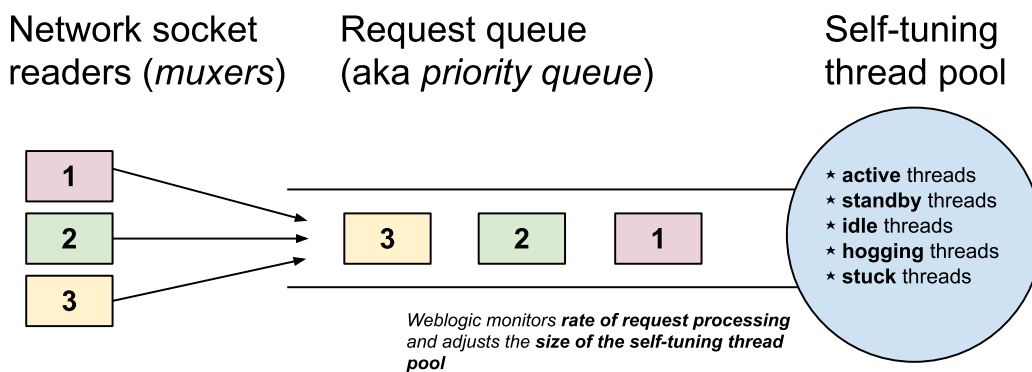 Network socket
readers (muxers)
Request queue
(aka priority queue)
Self-tuning
thread pool
1
2
3
3
2
1
★ active threads
★ standby threads
★ idle threads
★ hogging threads
★ stuck threads
Weblogic monitors rate of request processing
and adjusts the size of the self-tuning thread
pool